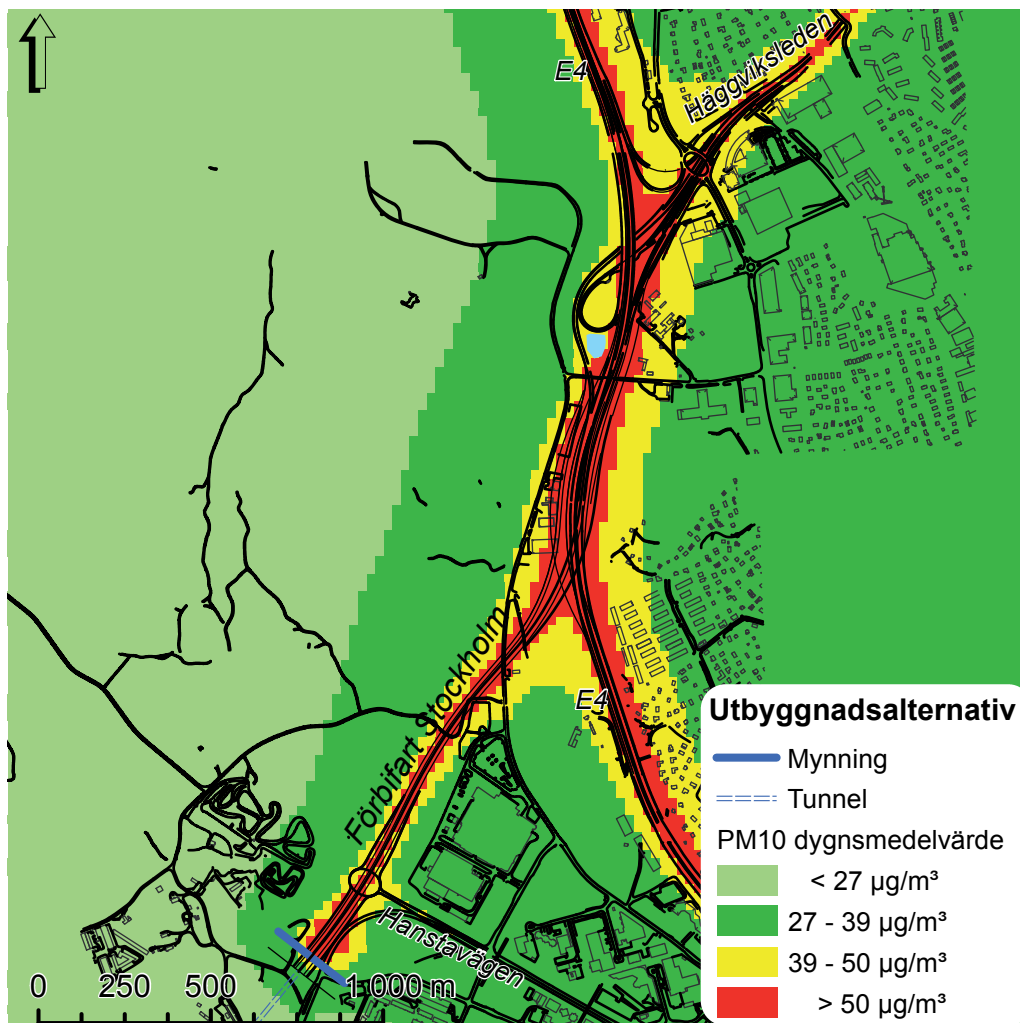 E4
Häggviksleden
Förbifart Stockholm
E4
Hanstavägen
0 250 500 1 000 m
Utbyggnadsalternativ
Mynning
Tunnel
PM10 dygnsmedelvärde
< 27 µg/m³
27 - 39 µg/m³
39 - 50 µg/m³
> 50 µg/m³